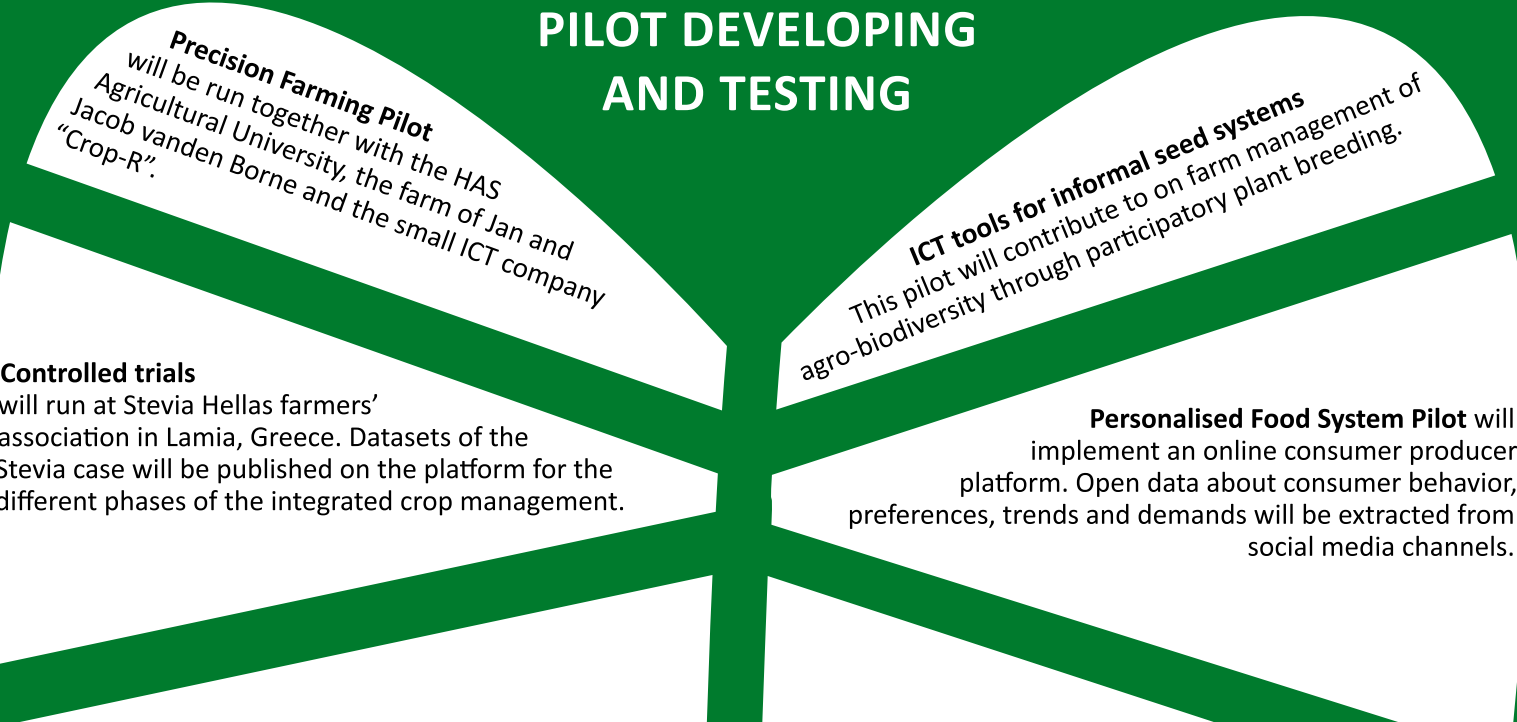 PILOT DEVELOPING
AND TESTING
Precision Farming Pilot
will be run together with the HAS
Agricultural University, the farm of Jan and
Jacob vanden Borne and the small ICT company
“Crop-R”.
ICT tools for informal seed systems
This pilot will contribute to on farm management of
agro-biodiversity through participatory plant breeding.
Controlled trials
will run at Stevia Hellas farmers’
association in Lamia, Greece. Datasets of the
Stevia case will be published on the platform for the
different phases of the integrated crop management.
Personalised Food System Pilot will
implement an online consumer producer
platform. Open data about consumer behavior,
preferences, trends and demands will be extracted from
social media channels.